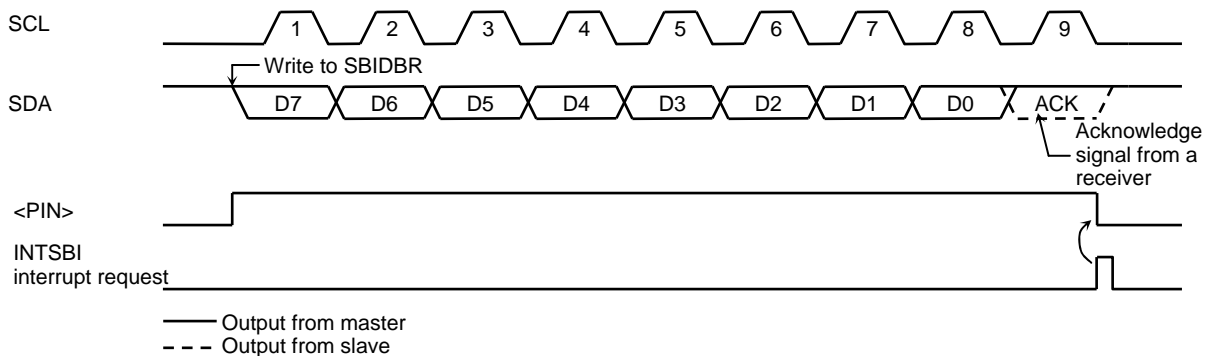 SCL
1 2 3 4 5 6 7 8 9
Write to SBIDBR
SDA
D7 D6 D5 D4 D3 D2 D1 D0 ACK
Acknowledge
signal from a
receiver
<PIN>
INTSBI
interrupt request
Output from master
Output from slave